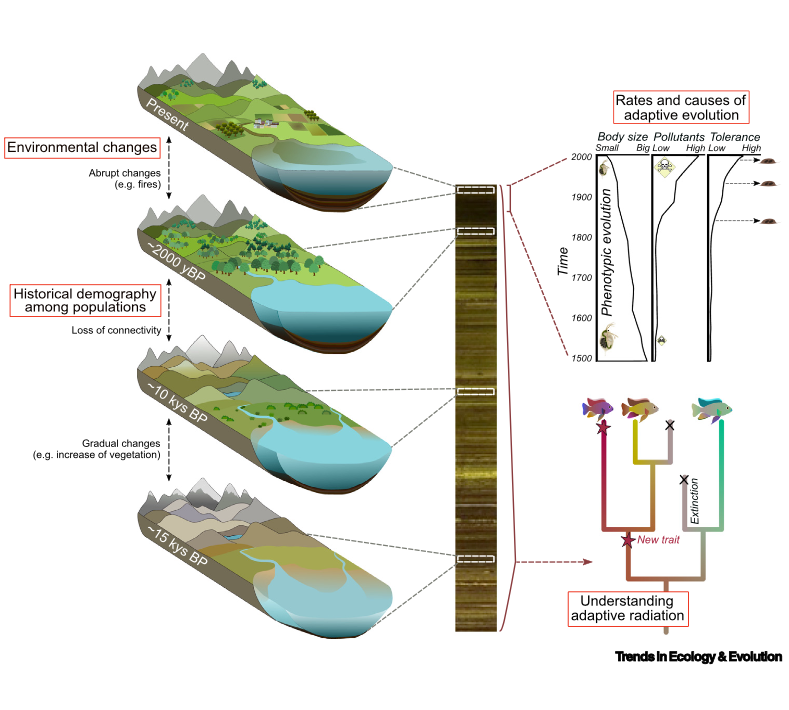 Present
Environmental changes
Abrupt changes
(e.g. fires)
~2000 yBP
Historical demography
among populations
Loss of connectivity
~10 kys BP
Gradual changes
(e.g. increase of vegetation)
~15 kys BP
Rates and causes of
adaptive evolution
Body size Pollutants Tolerance
Small Big Low High Low High
2000
1900
1800
1700
1600
1500
Time
Phenotypic evolution
Extinction
New trait
Understanding
adaptive radiation
Trends in Ecology & Evolution